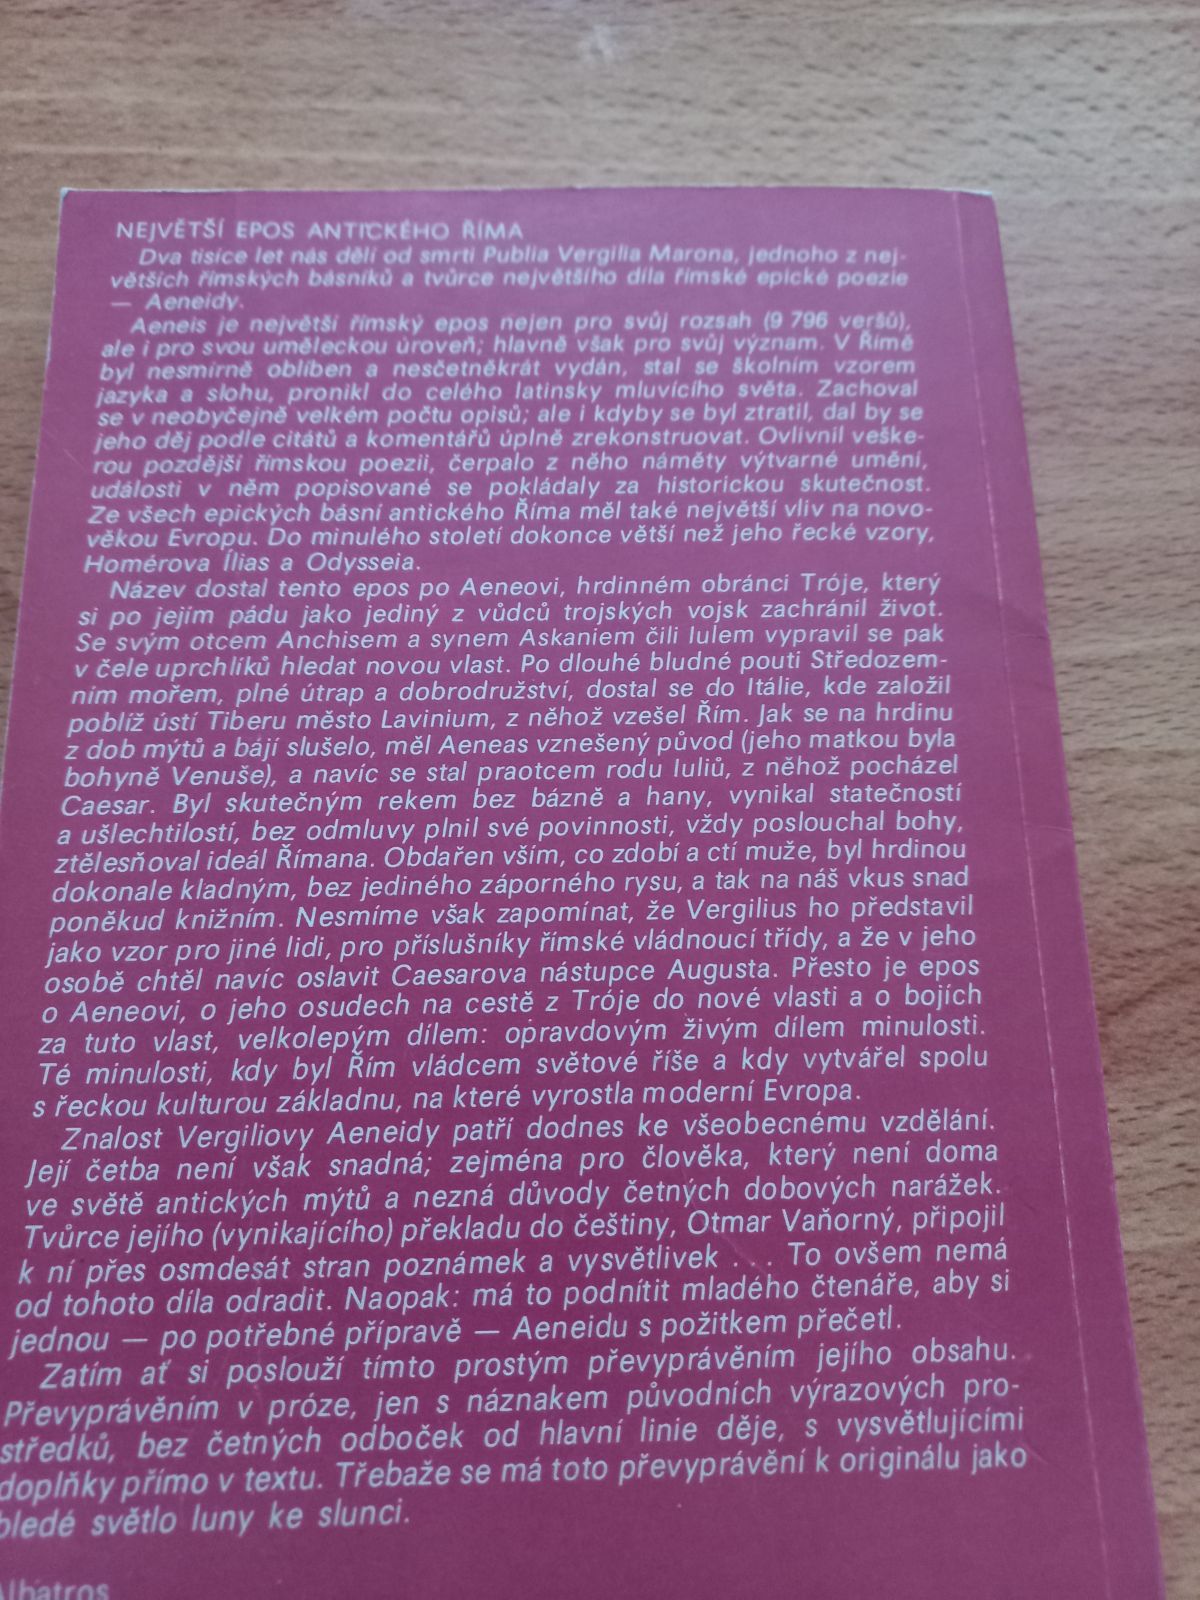 NEJVĚTŠÍ EPOS ANTICKÉHO ŘÍMA
Dva tisíce let nás dělí od smrti Publia Vergilia Marona, jednoho z nej-
větších římských básníků a tvůrce největšího díla římské epické poezie
— Aeneidy.
Aeneis je největší římský epos nejen pro svůj rozsah (9 796 veršů),
ale i pro svou uměleckou úroveň; hlavně však pro svůj význam. V Římě
byl nesmírně oblíben a nesčetněkrát vydán, stal se školním vzorem
jazyka a slohu, pronikl do celého latinsky mluvícího světa. Zachoval
se v neobyčejně velkém počtu opisů; ale i kdyby se byl ztratil, dal by se
jeho děj podle citátů a komentářů úplně zrekonstruovat. Ovlivnil veške-
rou pozdější římskou poezii, čerpalo z něho náměty výtvarné umění,
události v něm popisované se pokládaly za historickou skutečnost.
Ze všech epických básní antického Říma měl také největší vliv na novo-
věkou Evropu. Do minulého století dokonce větší než jeho řecké vzory,
Homérova Ílias a Odysseia.
Název dostal tento epos po Aeneovi, hrdinném obránci Tróje, který
si po jejím pádu jako jediný z vůdců trojských vojsk zachránil život.
Se svým otcem Anchisem a synem Askaniem čili Iulem vypravil se pak
v čele uprchlíků hledat novou vlast. Po dlouhé bludné pouti Středozem-
ním mořem, plné útrap a dobrodružství, dostal se do Itálie, kde založil
poblíž ústí Tiberu město Lavinium, z něhož vzešel Řím. Jak se na hrdinu
z dob mýtů a bájí slušelo, měl Aeneas vznešený původ (jeho matkou byla
bohyně Venuše), a navíc se stal praotcem rodu Iuliů, z něhož pocházel
Caesar. Byl skutečným rekem bez bázně a hany, vynikal statečností
a ušlechtilostí, bez odmluvy plnil své povinnosti, vždy poslouchal bohy,
ztělesňoval ideál Římana. Obdařen vším, co zdobí a ctí muže, byl hrdinou
dokonale kladným, bez jediného záporného rysu, a tak na náš vkus snad
poněkud knižním. Nesmíme však zapomínat, že Vergilius ho představil
jako vzor pro jiné lidi, pro příslušníky římské vládnoucí třídy, a že v jeho
osobě chtěl navíc oslavit Caesarova nástupce Augusta. Přesto je epos
o Aeneovi, o jeho osudech na cestě z Tróje do nové vlasti a o bojích
za tuto vlast, velkolepým dílem: opravdovým živým dílem minulosti.
Té minulosti, kdy byl Řím vládcem světové říše a kdy vytvářel spolu
s řeckou kulturou základnu, na které vyrostla moderní Evropa.
Znalost Vergiliovy Aeneidy patří dodnes ke všeobecnému vzdělání.
Její četba není však snadná; zejména pro člověka, který není doma
ve světě antických mýtů a nezná důvody četných dobových narážek.
Tvůrce jejího (vynikajícího) překladu do češtiny, Otmar Vaňorný, připojil
k ní přes osmdesát stran poznámek a vysvětlivek ... To ovšem nemá
od tohoto díla odradit. Naopak: má to podnítit mladého čtenáře, aby si
jednou — po potřebné přípravě — Aeneidu s požitkem přečetl.
Zatím ať si poslouží tímto prostým převyprávěním jejího obsahu.
Převyprávěním v próze, jen s náznakem původních výrazových pro-
středků, bez četných odboček od hlavní linie děje, s vysvětlujícími
doplňky přímo v textu. Třebaže se má toto převyprávění k originálu jako
bledé světlo luny ke slunci.
Albatros